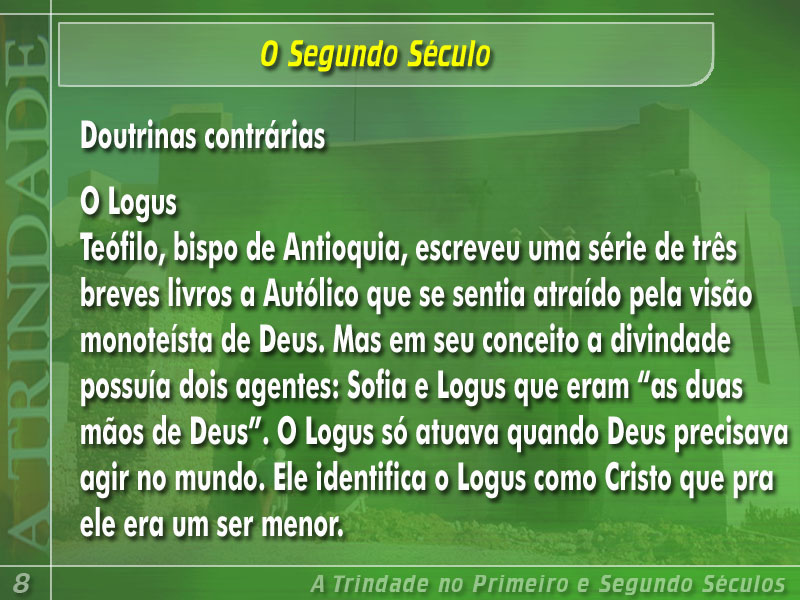 O Segundo Século
A TRINDADE
Doutrinas contrárias
O Logus
Teófilo, bispo de Antioquia, escreveu uma série de três
breves livros a Autólico que se sentia atraído pela visão
monoteísta de Deus. Mas em seu conceito a divindade
possuía dois agentes: Sofia e Logus que eram “as duas
mãos de Deus”. O Logus só atuava quando Deus precisava
agir no mundo. Ele identifica o Logus como Cristo que pra
ele era um ser menor.
8
A Trindade no Primeiro e Segundo Séculos